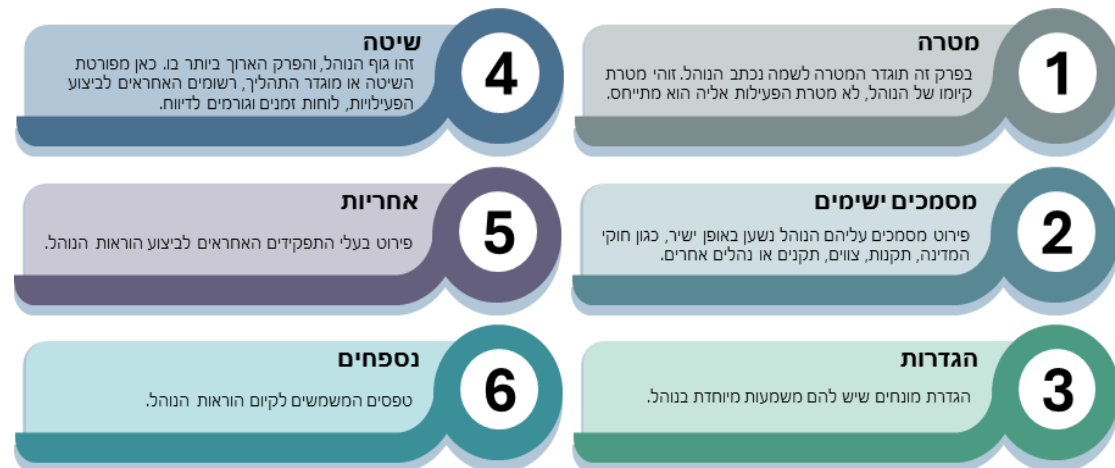 1
מטרה
בפרק זה תוגדר המטרה לשמה נכתב הנוהל. זוהי מטרת
קיומו של הנוהל, לא מטרת הפעילות אליה הוא מתייחס.
2
מסמכים ישימים
פירוט מסמכים עליהם הנוהל נשען באופן ישיר, כגון חוקי
המדינה, תקנות, צווים, תקנים או נהלים אחרים.
3
הגדרות
הגדרת מונחים שיש להם משמעות מיוחדת בנוהל.
4
שיטה
זהו גוף הנוהל, והפרק הארוך ביותר בו. כאן מפורטת
השיטה או מוגדר התהליך, רשומים האחראים לביצוע
הפעילויות, לוחות זמנים וגורמים לדיווח.
5
אחריות
פירוט בעלי התפקידים האחראים לביצוע הוראות הנוהל.
6
נספחים
טפסים המשמשים לקיום הוראות הנוהל.